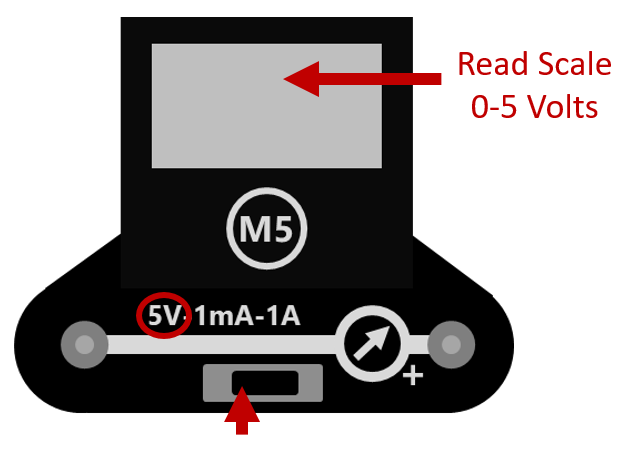 Read Scale
0-5 Volts
M5
5V-1mA-1A
+